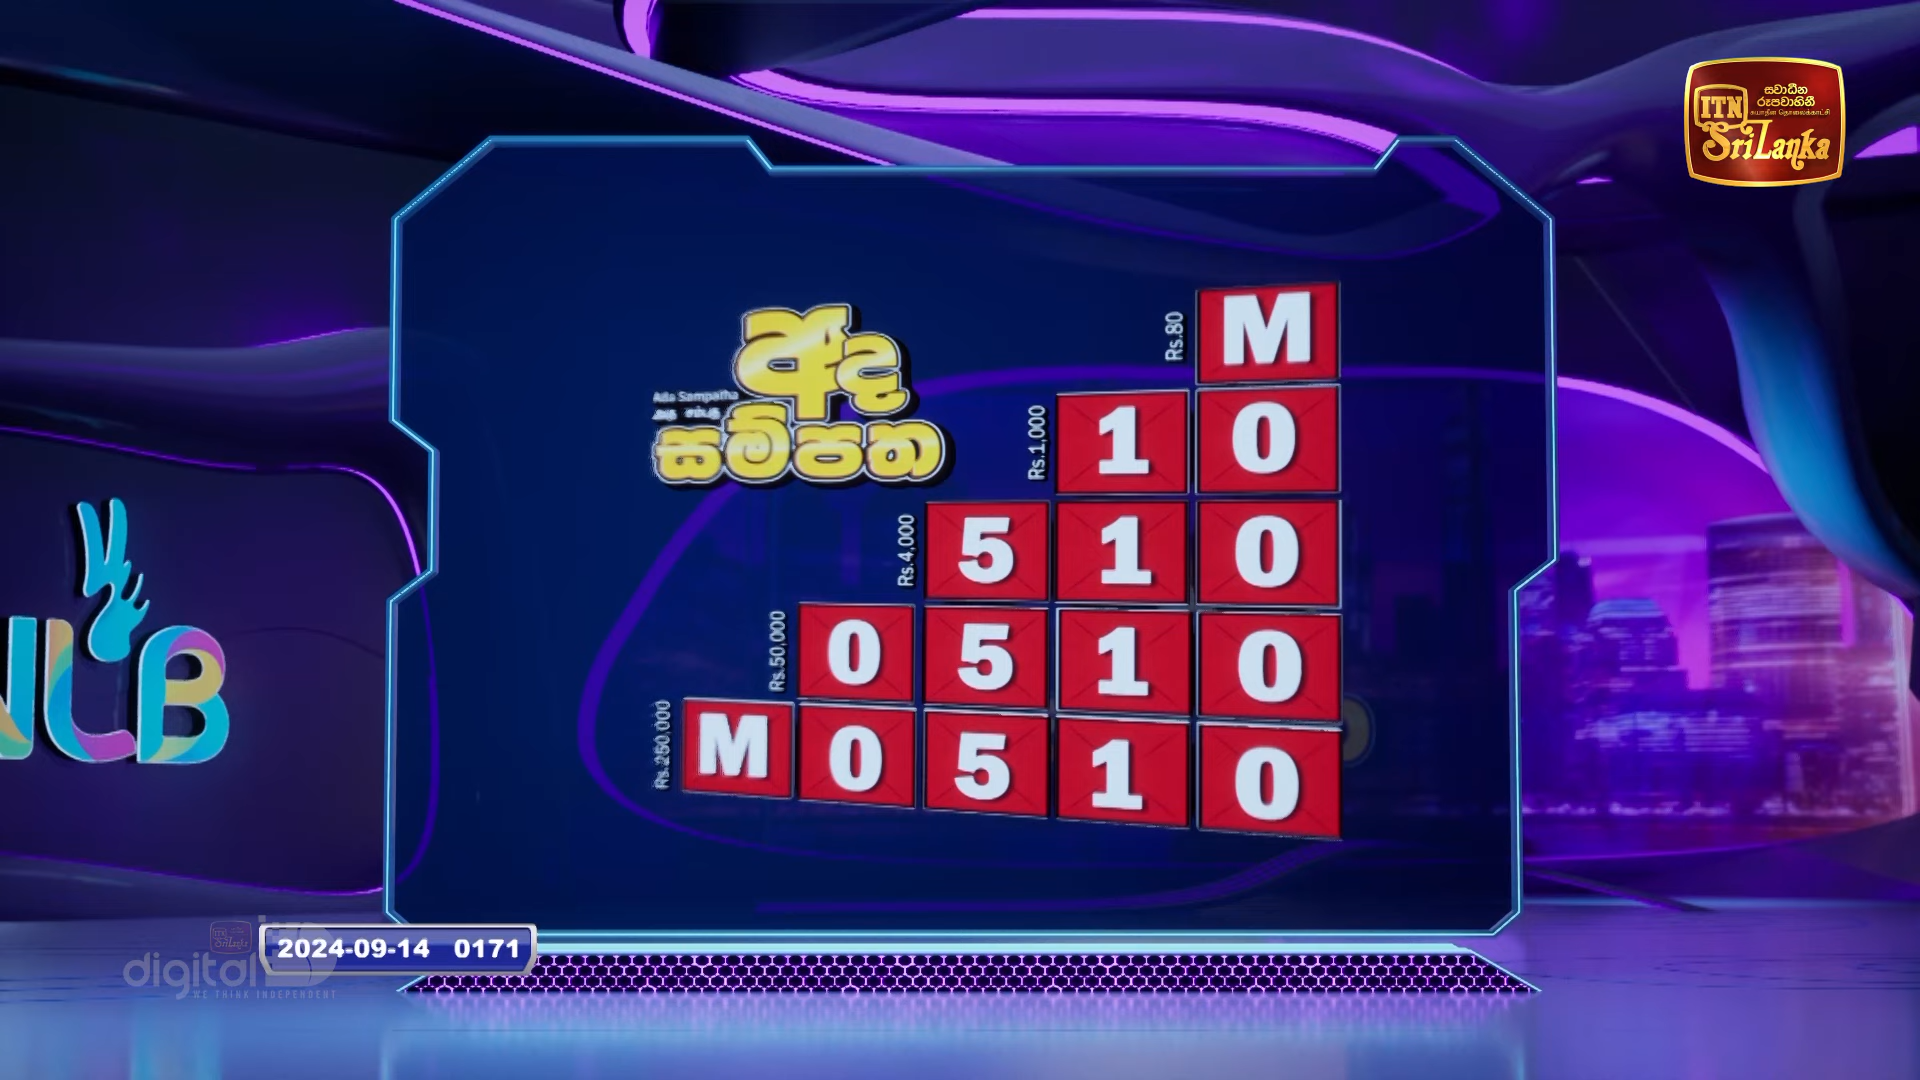 සවාධීන
රූපවාහිනී
சுயாதீன தொலைக்காட்சி
ITN
SriLanka
අද
Ada Sampatha
සම්පත
Rs.80 M
Rs.1,000 1 0
Rs.4,000 5 1 0
Rs.50,000 0 5 1 0
Rs.250,000 M 0 5 1 0
NLB
2024-09-14 0171
digital
WE THINK INDEPENDENT